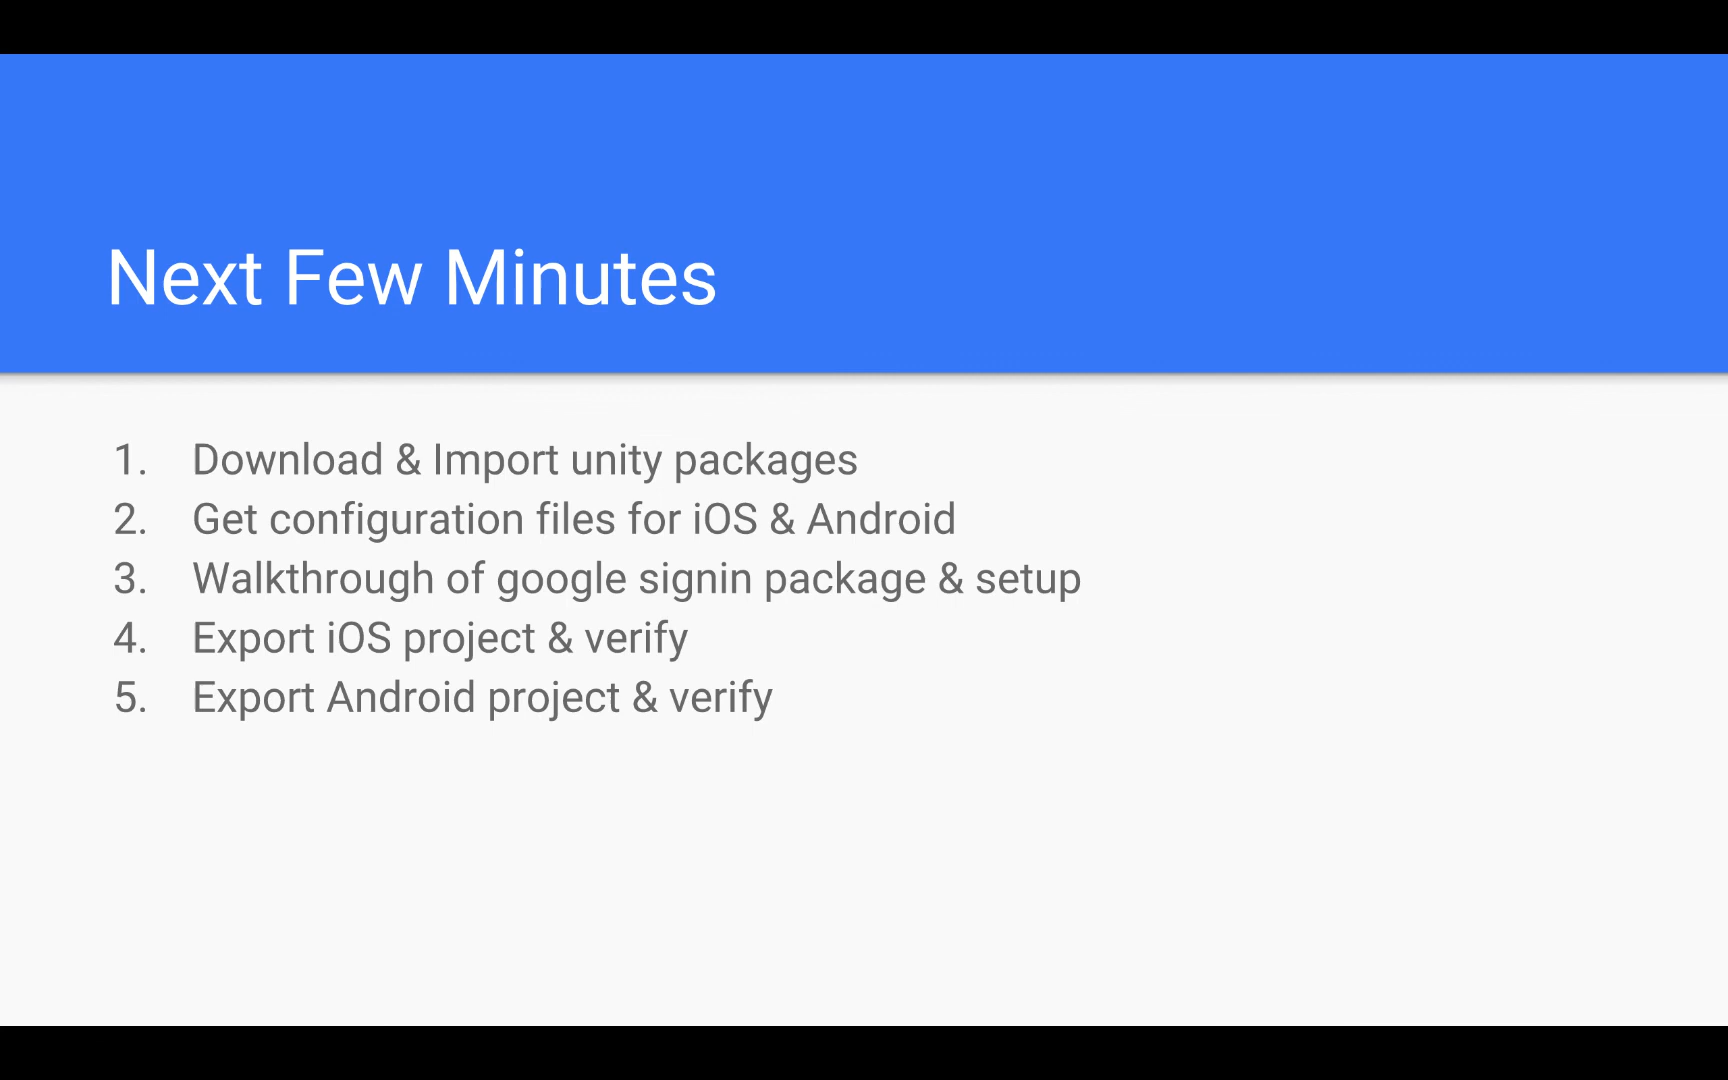 Next Few Minutes
1. Download & Import unity packages
2. Get configuration files for iOS & Android
3. Walkthrough of google signin package & setup
4. Export iOS project & verify
5. Export Android project & verify